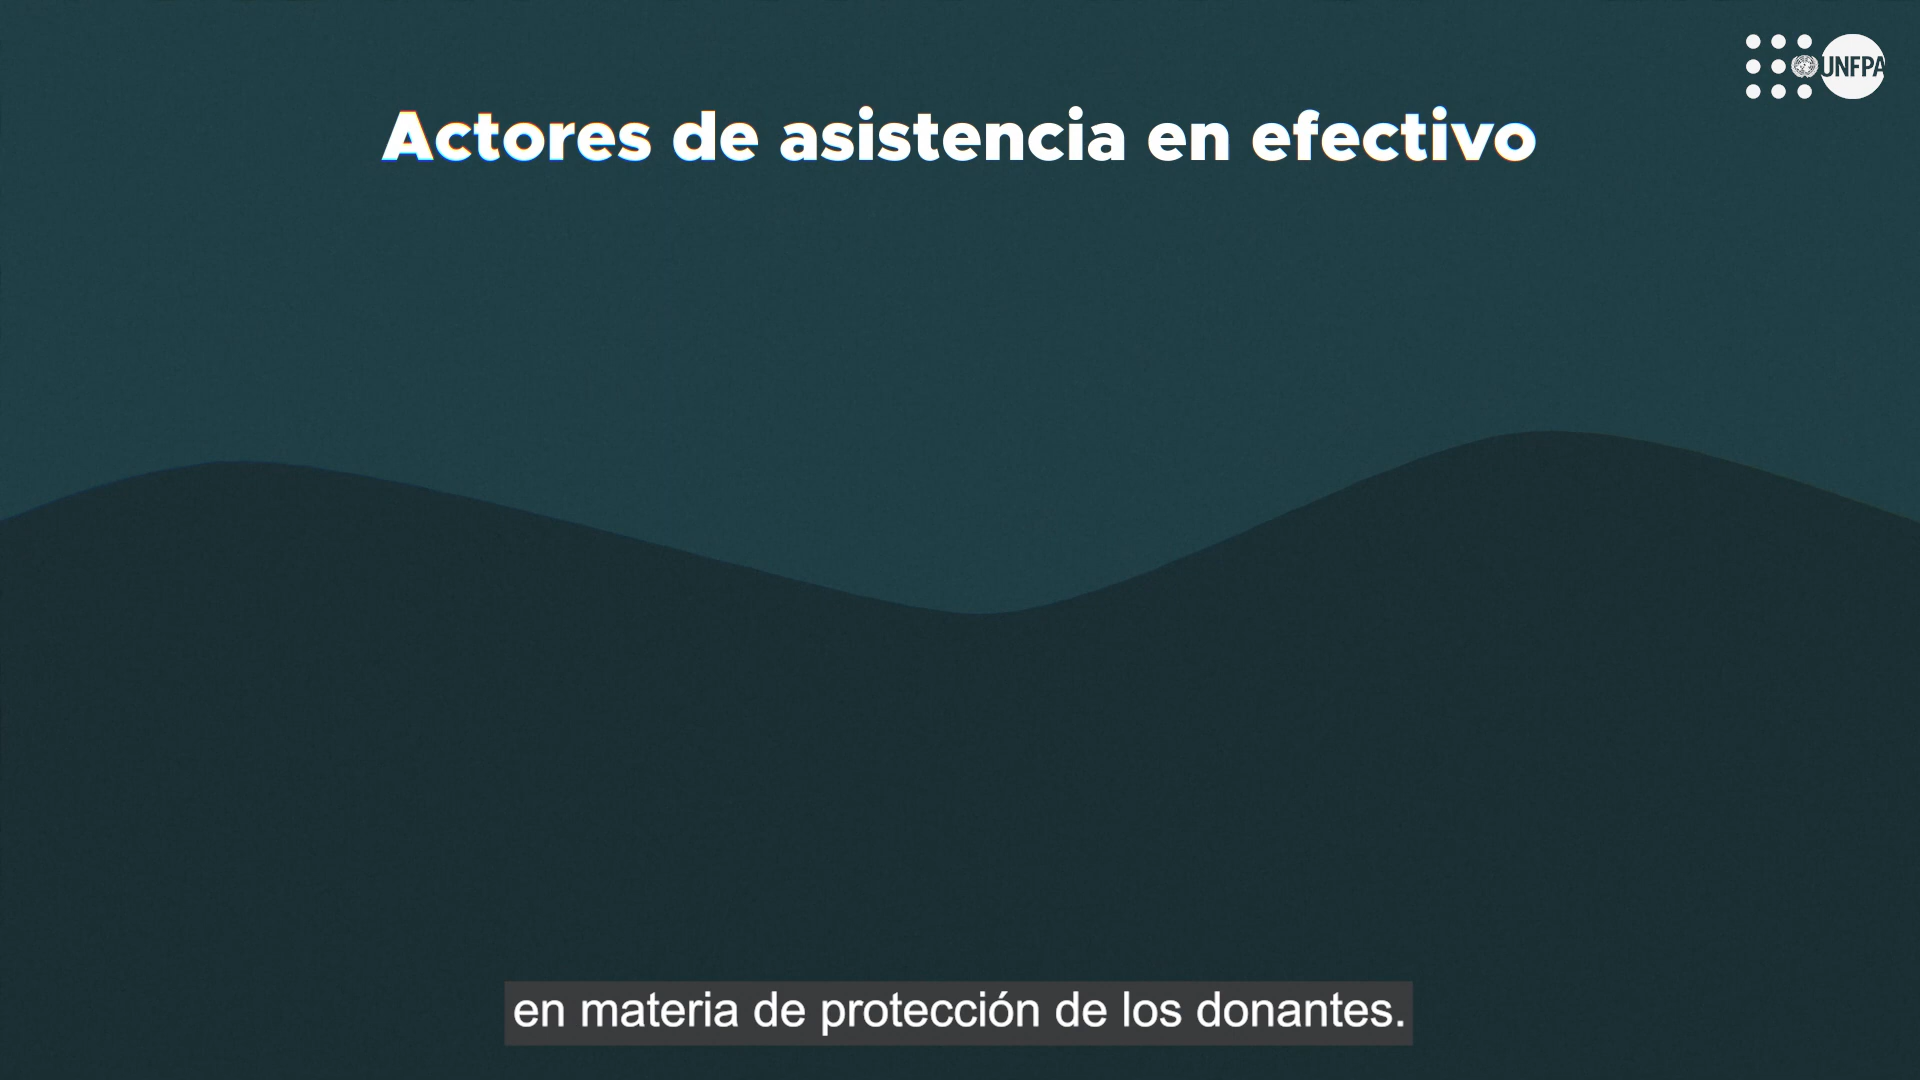 UNFPA
Actores de asistencia en efectivo
en materia de protección de los donantes.